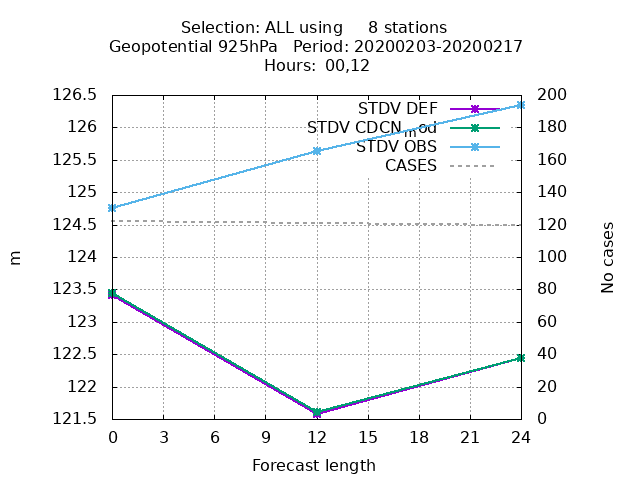 Selection: ALL using 8 stations
Geopotential 925hPa Period: 20200203-20200217
Hours: 00,12
126.5
126
125.5
125
124.5
124
123.5
123
122.5
122
121.5
m
STDV DEF
STDV CDCN_mod
STDV OBS
CASES
200
180
160
140
120
100
80
60
40
20
0
No cases
0 3 6 9 12 15 18 21 24
Forecast length